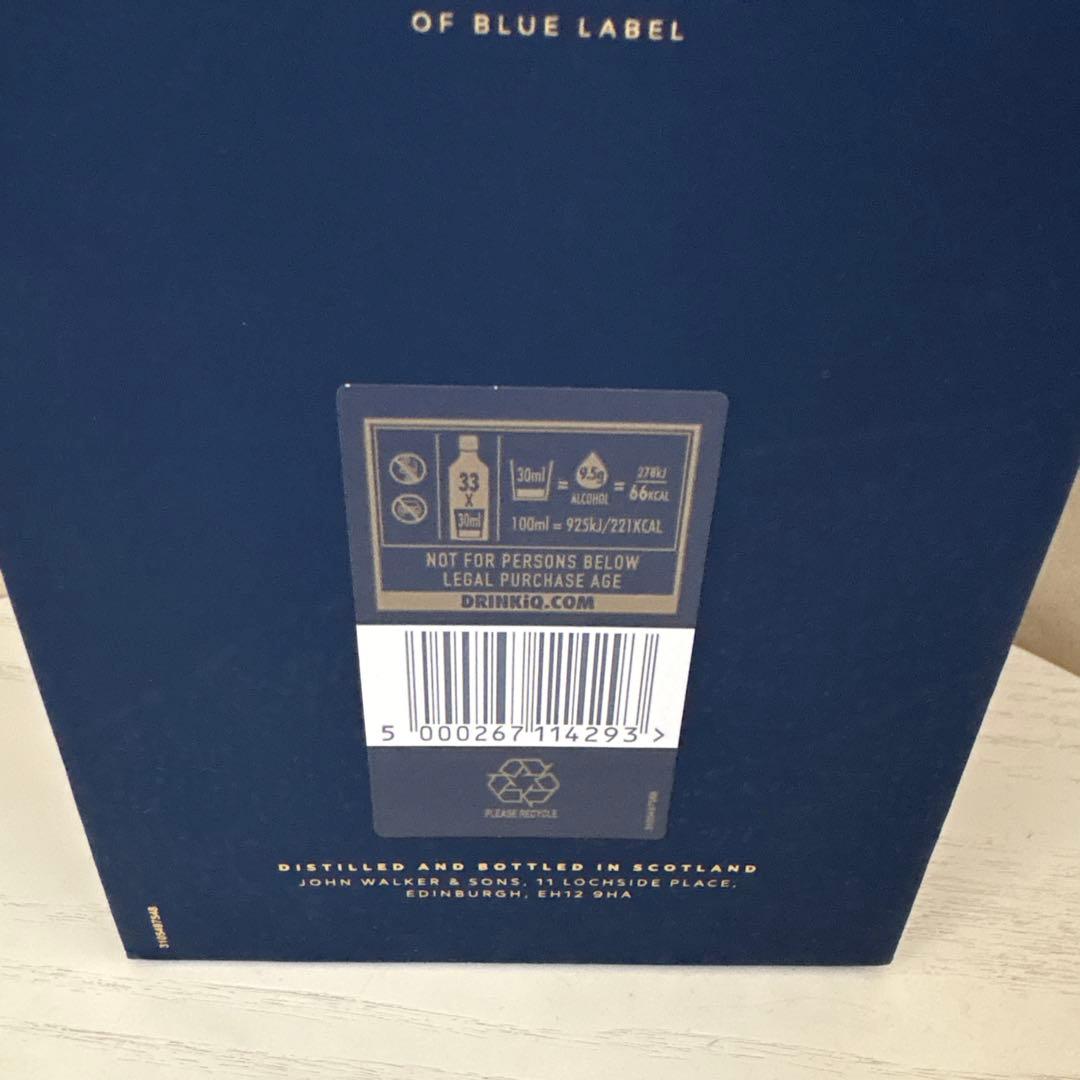 OF BLUE LABEL
33
X
30ml
30ml
=
9.5g
ALCOHOL
=
278kJ
66KCAL
100ml = 925kJ/221KCAL
NOT FOR PERSONS BELOW
LEGAL PURCHASE AGE
DRINKiQ.COM
5 000267 114293 >
PLEASE RECYCLE
DISTILLED AND BOTTLED IN SCOTLAND
JOHN WALKER & SONS, 11 LOCHSIDE PLACE,
EDINBURGH, EH12 9HA